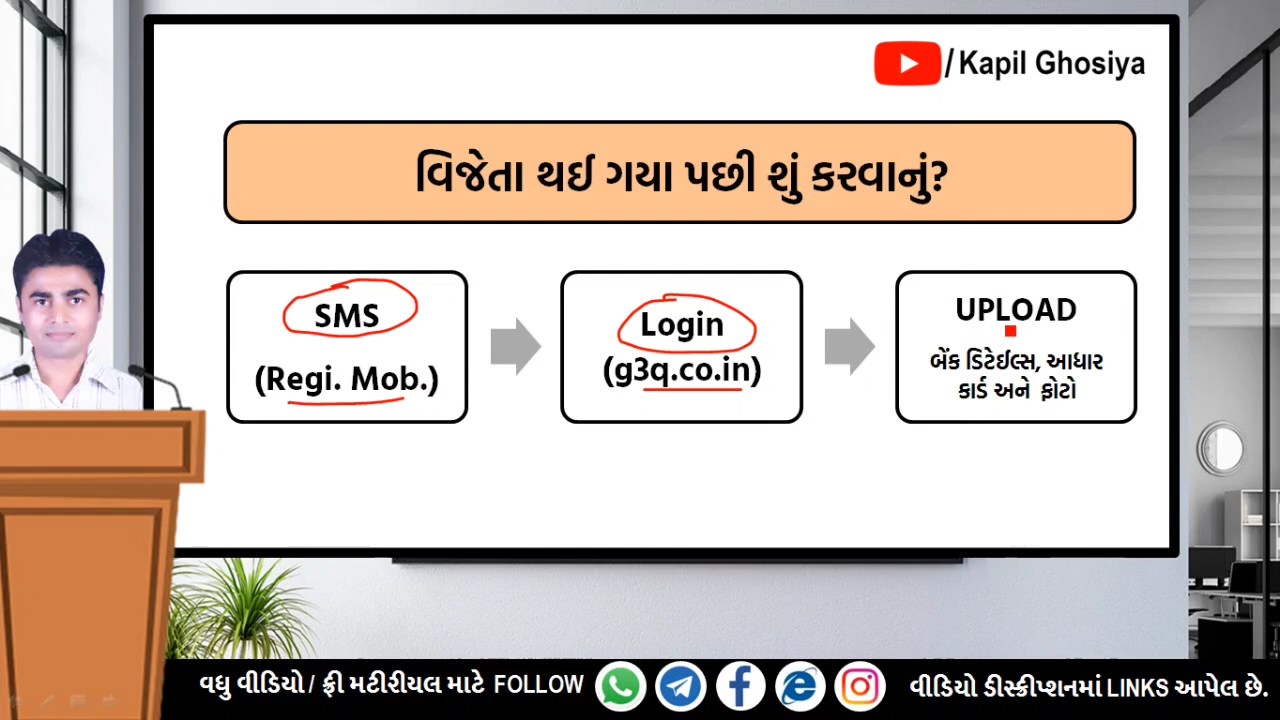 /Kapil Ghosiya
વિજેતા થઈ ગયા પછી શું કરવાનું?
SMS
(Regi. Mob.)
Login
(g3q.co.in)
UPLOAD
બેંક ડિટેઈલ્સ, આધાર
કાર્ડ અને ફોટો
વધુ વીડિયો / ફ્રી મટીરીયલ માટે FOLLOW
વીડિયો ડીસ્ક્રીપ્શનમાં LINKS આપેલ છે.